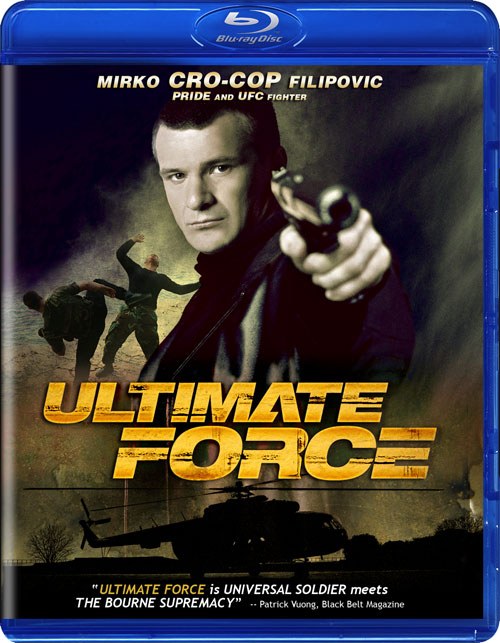 Blu-ray Disc
MIRKO CRO-COP FILIPOVIC
PRIDE AND UFC FIGHTER
ULTIMATE
FORCE
"ULTIMATE FORCE is UNIVERSAL SOLDIER meets
THE BOURNE SUPREMACY" -- Patrick Vuong, Black Belt Magazine